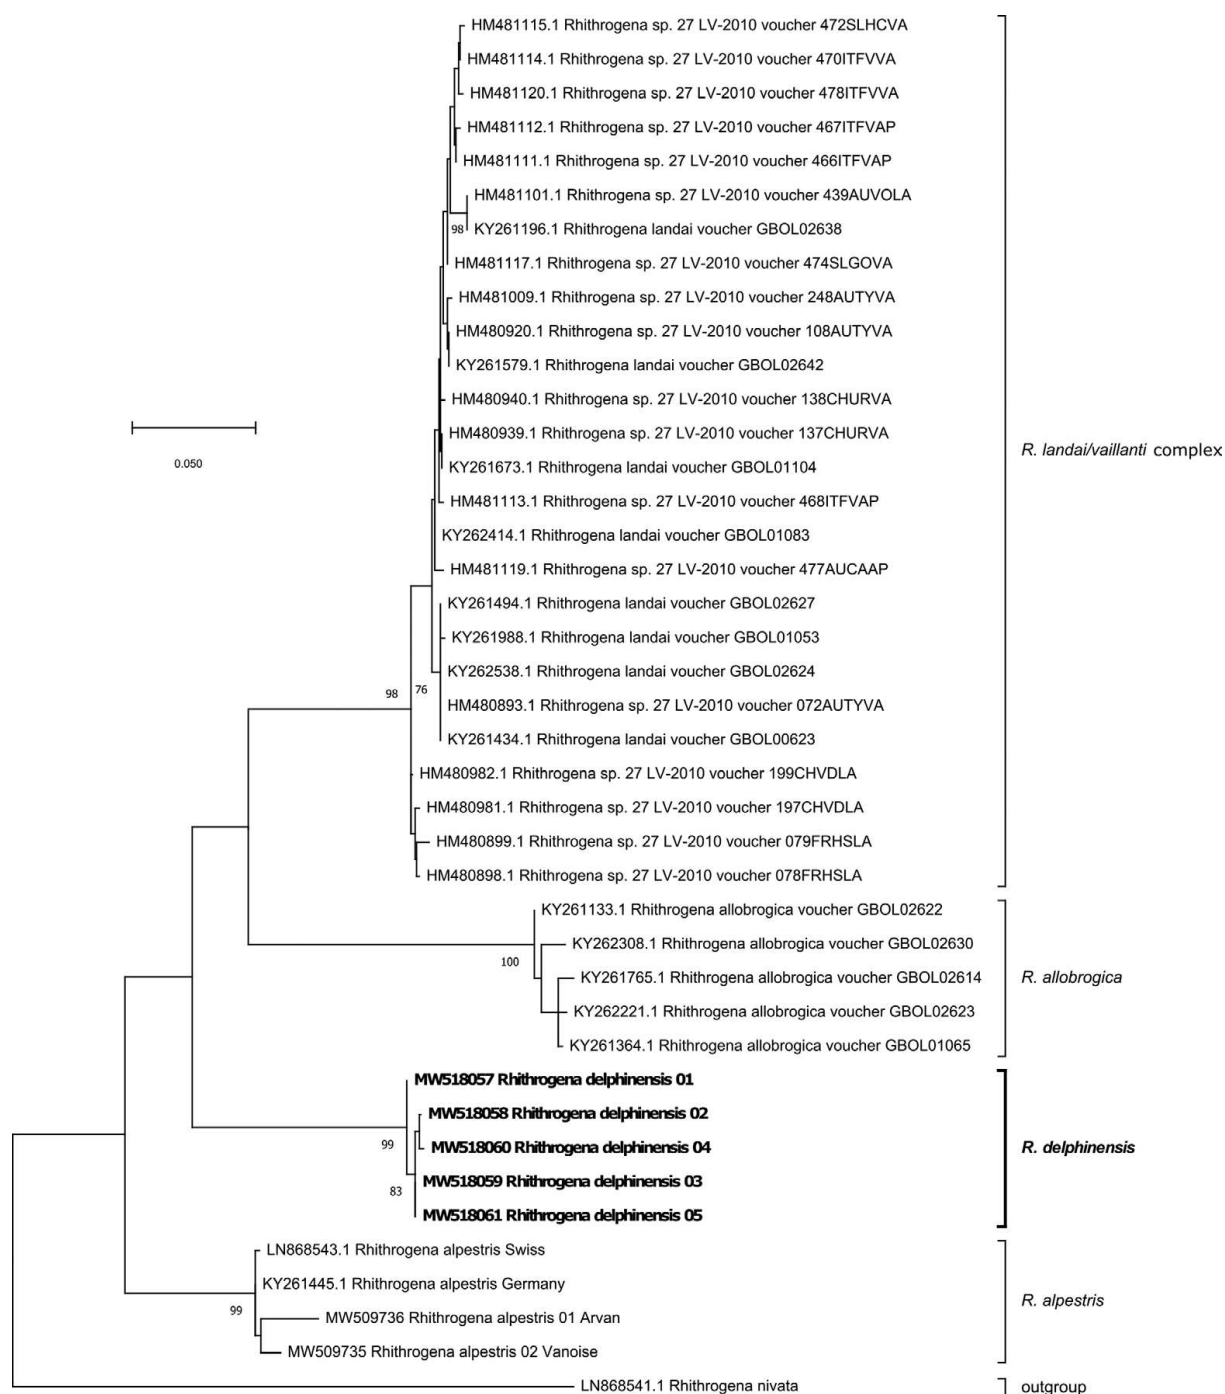 HM481115.1 Rhithrogena sp. 27 LV-2010 voucher 472SLHCVA
HM481114.1 Rhithrogena sp. 27 LV-2010 voucher 470ITFVVA
HM481120.1 Rhithrogena sp. 27 LV-2010 voucher 478ITFVVA
HM481112.1 Rhithrogena sp. 27 LV-2010 voucher 467ITFVAP
HM481111.1 Rhithrogena sp. 27 LV-2010 voucher 466ITFVAP
HM481101.1 Rhithrogena sp. 27 LV-2010 voucher 439AUVOLA
98
KY261196.1 Rhithrogena landai voucher GBOL02638
HM481117.1 Rhithrogena sp. 27 LV-2010 voucher 474SLGOVA
HM481009.1 Rhithrogena sp. 27 LV-2010 voucher 248AUTYVA
HM480920.1 Rhithrogena sp. 27 LV-2010 voucher 108AUTYVA
KY261579.1 Rhithrogena landai voucher GBOL02642
HM480940.1 Rhithrogena sp. 27 LV-2010 voucher 138CHURVA
HM480939.1 Rhithrogena sp. 27 LV-2010 voucher 137CHURVA
R. landai/vaillanti complex
0.050
KY261673.1 Rhithrogena landai voucher GBOL01104
HM481113.1 Rhithrogena sp. 27 LV-2010 voucher 468ITFVAP
KY262414.1 Rhithrogena landai voucher GBOL01083
HM481119.1 Rhithrogena sp. 27 LV-2010 voucher 477AUCAAP
KY261494.1 Rhithrogena landai voucher GBOL02627
KY261988.1 Rhithrogena landai voucher GBOL01053
KY262538.1 Rhithrogena landai voucher GBOL02624
98
76
HM480893.1 Rhithrogena sp. 27 LV-2010 voucher 072AUTYVA
KY261434.1 Rhithrogena landai voucher GBOL00623
HM480982.1 Rhithrogena sp. 27 LV-2010 voucher 199CHVDLA
HM480981.1 Rhithrogena sp. 27 LV-2010 voucher 197CHVDLA
HM480899.1 Rhithrogena sp. 27 LV-2010 voucher 079FRHSLA
HM480898.1 Rhithrogena sp. 27 LV-2010 voucher 078FRHSLA
KY261133.1 Rhithrogena allobrogica voucher GBOL02622
KY262308.1 Rhithrogena allobrogica voucher GBOL02630
100
KY261765.1 Rhithrogena allobrogica voucher GBOL02614
R. allobrogica
KY262221.1 Rhithrogena allobrogica voucher GBOL02623
KY261364.1 Rhithrogena allobrogica voucher GBOL01065
MW518057 Rhithrogena delphinensis 01
MW518058 Rhithrogena delphinensis 02
99
MW518060 Rhithrogena delphinensis 04
R. delphinensis
MW518059 Rhithrogena delphinensis 03
83
MW518061 Rhithrogena delphinensis 05
LN868543.1 Rhithrogena alpestris Swiss
KY261445.1 Rhithrogena alpestris Germany
R. alpestris
99
MW509736 Rhithrogena alpestris 01 Arvan
MW509735 Rhithrogena alpestris 02 Vanoise
LN868541.1 Rhithrogena nivata
outgroup